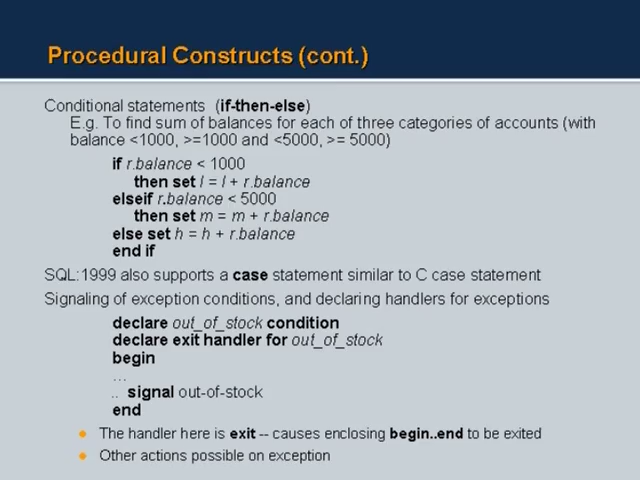 Procedural Constructs (cont.)
Conditional statements (if-then-else)
E.g. To find sum of balances for each of three categories of accounts (with
balance <1000, >=1000 and <5000, >= 5000)
if r.balance < 1000
then set l = l + r.balance
elseif r.balance < 5000
then set m = m + r.balance
else set h = h + r.balance
end if
SQL:1999 also supports a case statement similar to C case statement
Signaling of exception conditions, and declaring handlers for exceptions
declare out_of_stock condition
declare exit handler for out_of_stock
begin
…
.. signal out-of-stock
end
The handler here is exit -- causes enclosing begin..end to be exited
Other actions possible on exception